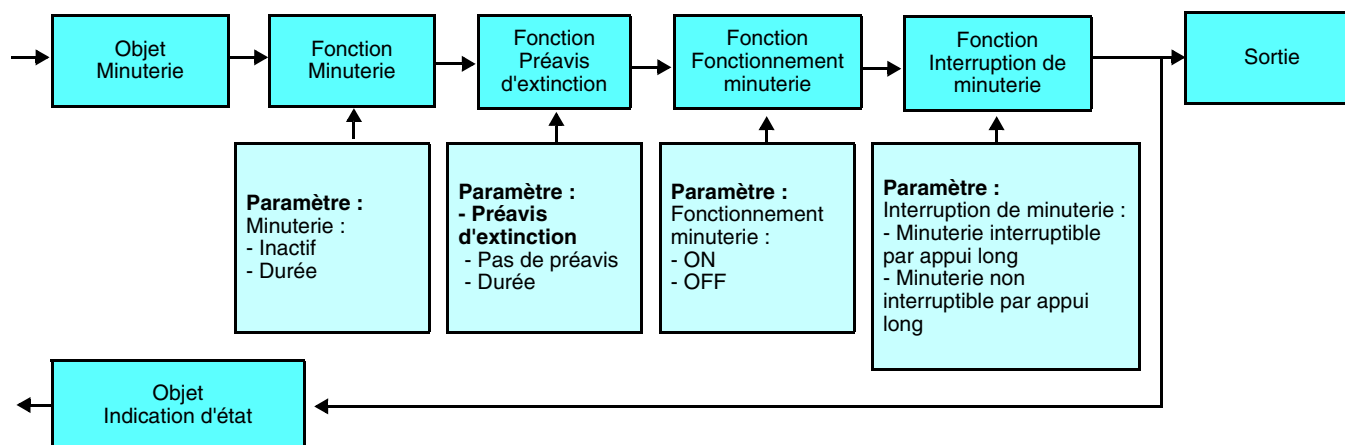 Objet
Minuterie
Fonction
Minuterie
Fonction
Préavis
d'extinction
Fonction
Fonctionnement
minuterie
Fonction
Interruption de
minuterie
Sortie
Paramètre :
Minuterie :
- Inactif
- Durée
Paramètre :
- Préavis
d'extinction
- Pas de préavis
- Durée
Paramètre :
Fonctionnement
minuterie :
- ON
- OFF
Paramètre :
Interruption de minuterie :
- Minuterie interruptible
par appui long
- Minuterie non
interruptible par appui
long
Objet
Indication d'état